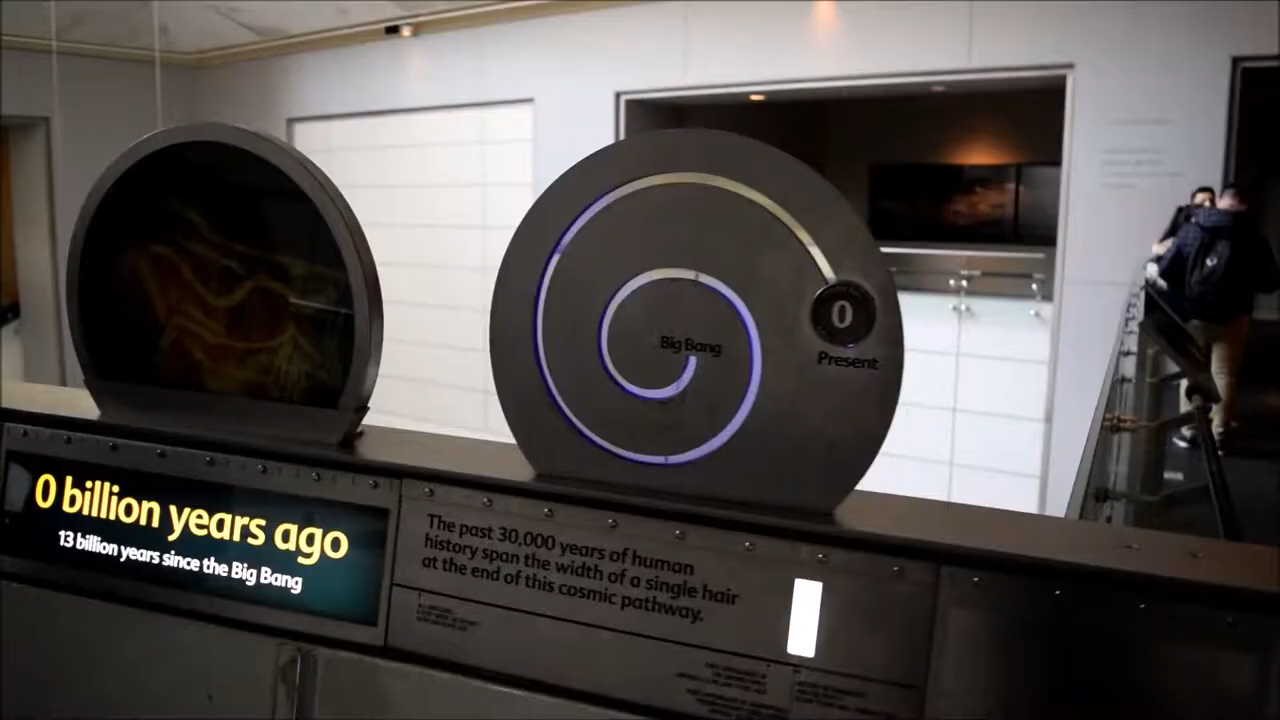 Big Bang
0
Present
0 billion years ago
13 billion years since the Big Bang
The past 30,000 years of human
history span the width of a single hair
at the end of this cosmic pathway.